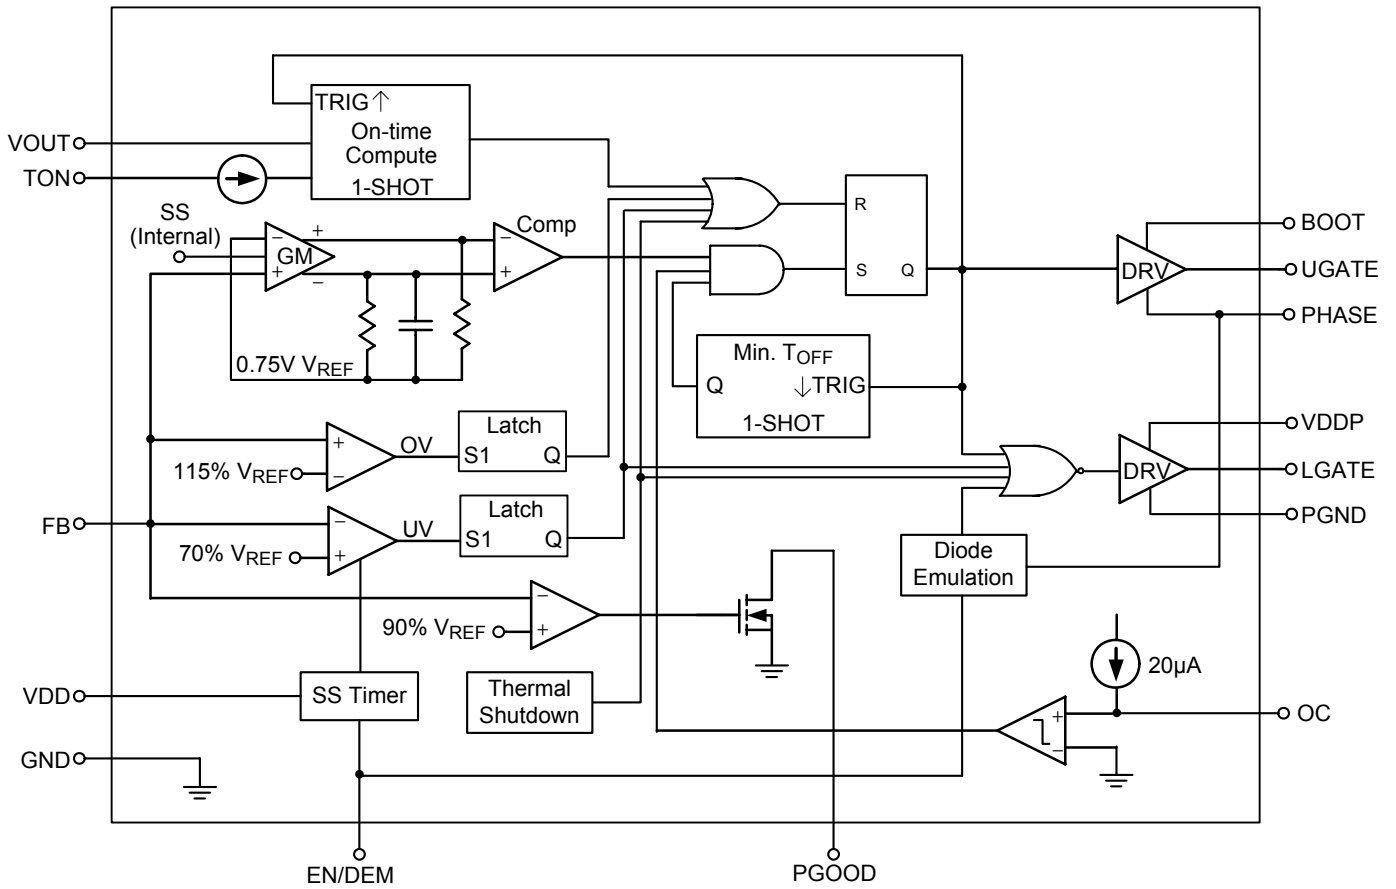 TRIG↑
On-time
Compute
1-SHOT
VOUT
TON
SS
(Internal)
GM
+
−
−
+
Comp
−
+
0.75V VREF
R
S
Q
Min. TOFF
Q
↓TRIG
1-SHOT
DRV
BOOT
UGATE
PHASE
VDDP
DRV
LGATE
PGND
+
−
OV
115% VREF
Latch
S1
Q
FB
−
+
UV
70% VREF
Latch
S1
Q
Diode
Emulation
−
+
90% VREF
VDD
SS Timer
Thermal
Shutdown
20µA
+
−
OC
GND
EN/DEM
PGOOD